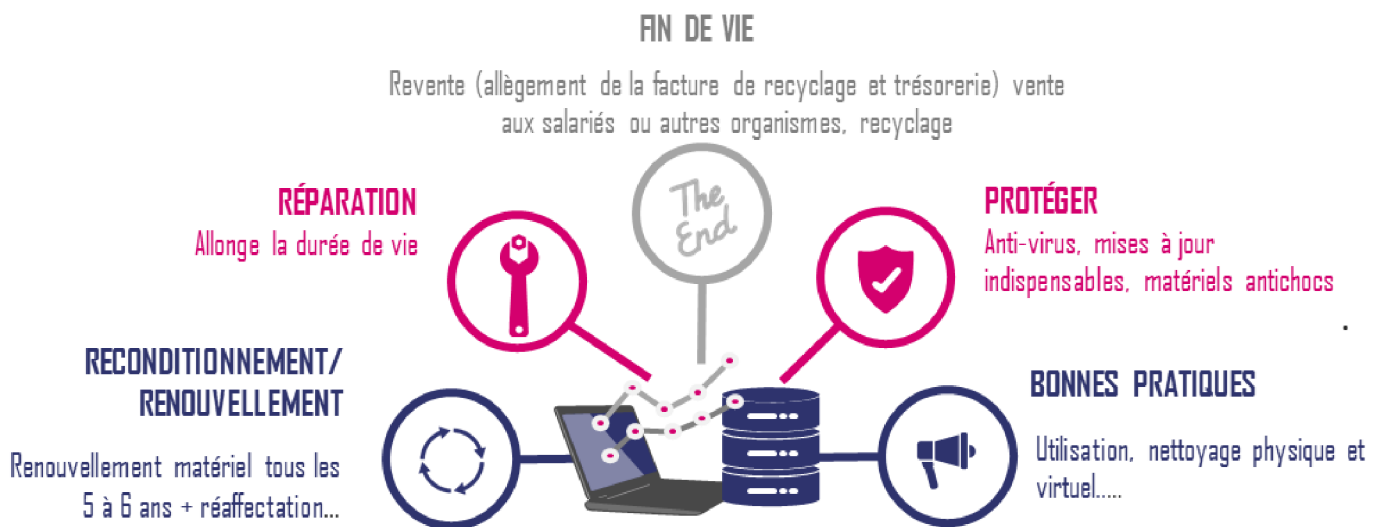 FIN DE VIE
Revente (allègement de la facture de recyclage et trésorerie) vente
aux salariés ou autres organismes, recyclage
The
End
RÉPARATION
Allonge la durée de vie
PROTÉGER
Anti-virus, mises à jour
indispensables, matériels antichocs
.
RECONDITIONNEMENT/
RENOUVELLEMENT
Renouvellement matériel tous les
5 à 6 ans + réaffectation...
BONNES PRATIQUES
Utilisation, nettoyage physique et
virtuel.....